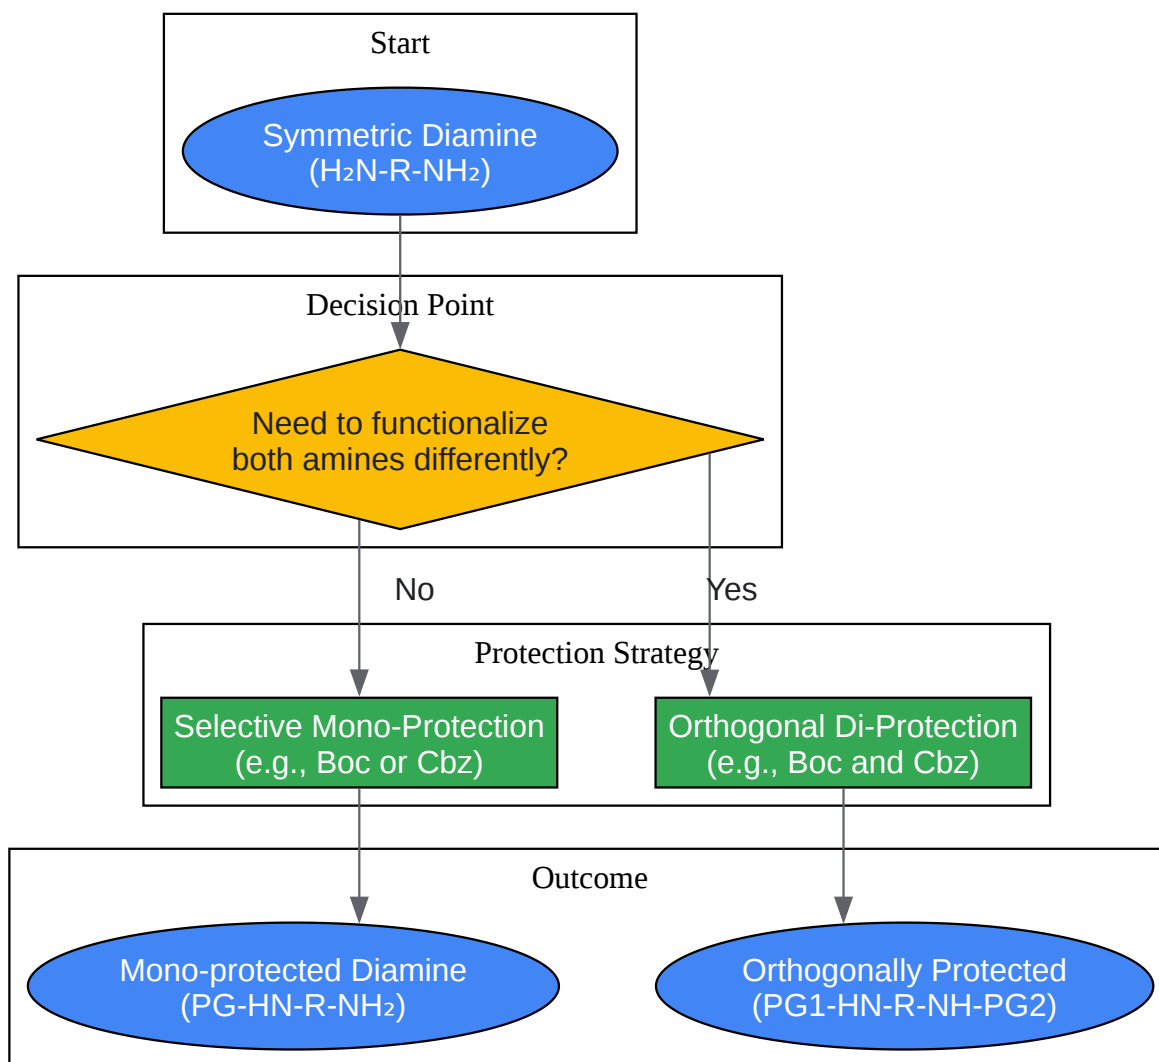 Start
Symmetric Diamine
(H₂N-R-NH₂)
Decision Point
Need to functionalize
both amines differently?
No
Yes
Protection Strategy
Selective Mono-Protection
(e.g., Boc or Cbz)
Orthogonal Di-Protection
(e.g., Boc and Cbz)
Outcome
Mono-protected Diamine
(PG-HN-R-NH₂)
Orthogonally Protected
(PG1-HN-R-NH-PG2)